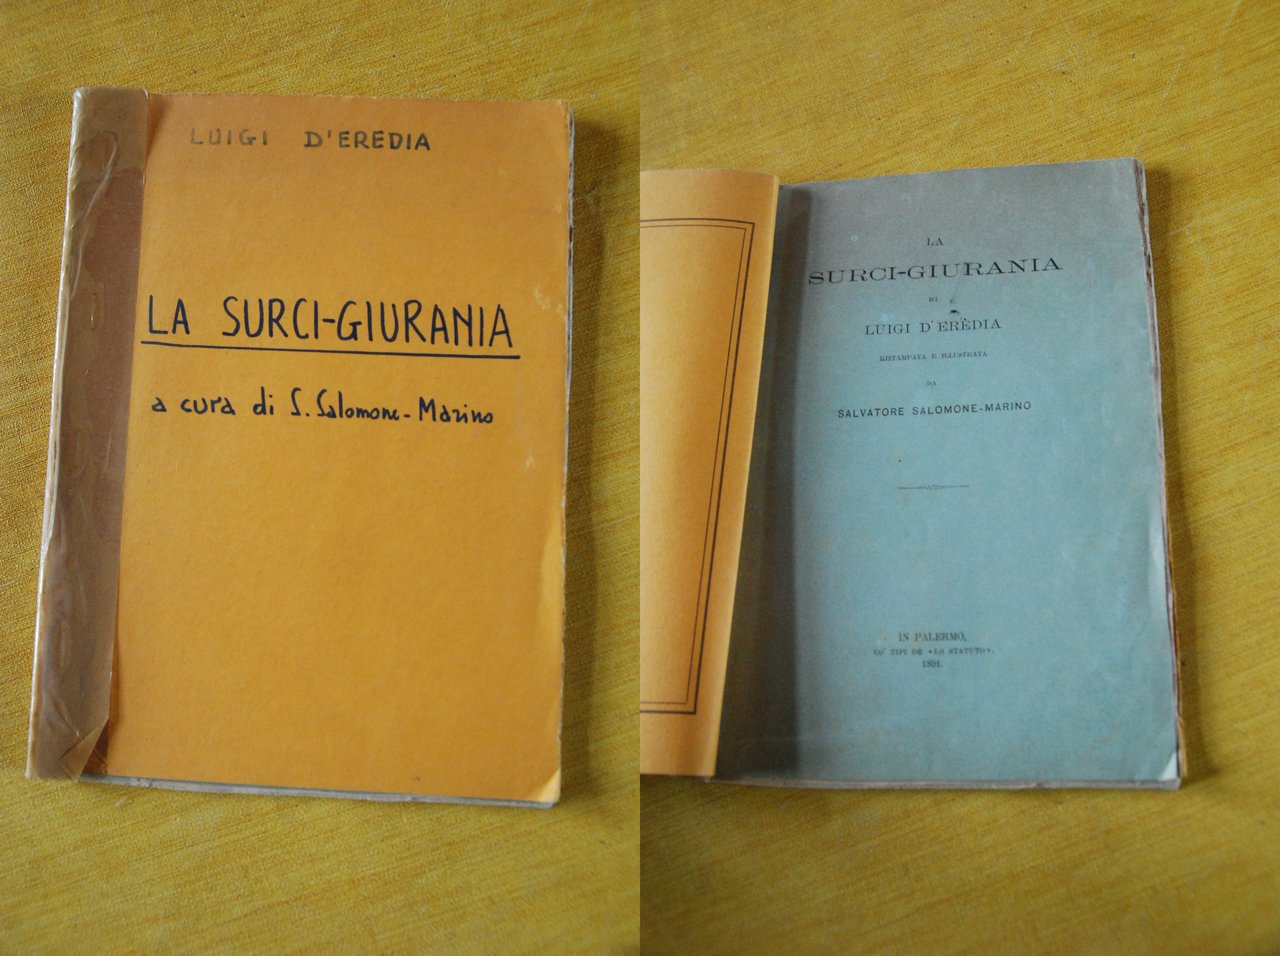 LUIGI D'EREDIA
LA SURCI-GIURANIA
a cura di S. Salomone-Marino
LA
SURCI-GIURANIA
DI
LUIGI D'ERÈDIA
RISTAMPATA E ILLUSTRATA
DA
SALVATORE SALOMONE-MARINO
IN PALERMO,
CO' TIPI DE «LO STATUTO».
1891.